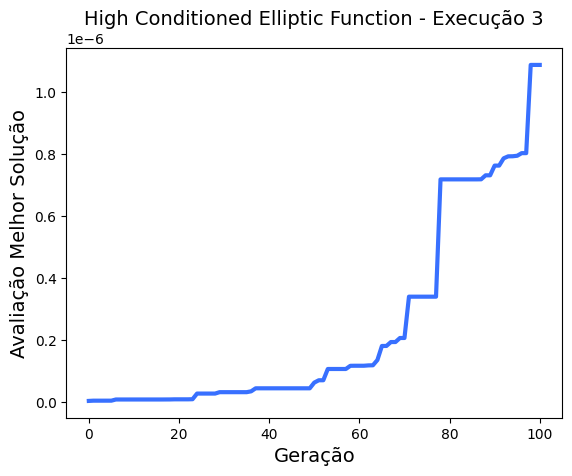 High Conditioned Elliptic Function - Execução 3
1e−6
1.0
0.8
0.6
0.4
0.2
0.0
Avaliação Melhor Solução
0 20 40 60 80 100
Geração